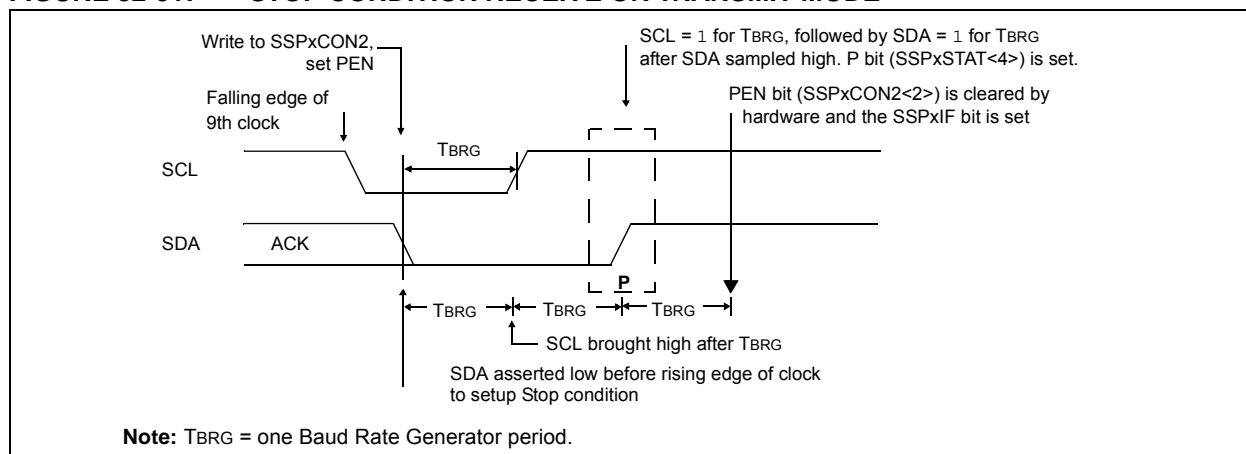 Write to SSPxCON2,
set PEN
SCL = 1 for TBRG, followed by SDA = 1 for TBRG
after SDA sampled high. P bit (SSPxSTAT<4>) is set.
Falling edge of
9th clock
PEN bit (SSPxCON2<2>) is cleared by
hardware and the SSPxIF bit is set
TBRG
SCL
SDA
ACK
P
TBRG
TBRG
TBRG
SCL brought high after TBRG
SDA asserted low before rising edge of clock
to setup Stop condition
Note: TBRG = one Baud Rate Generator period.